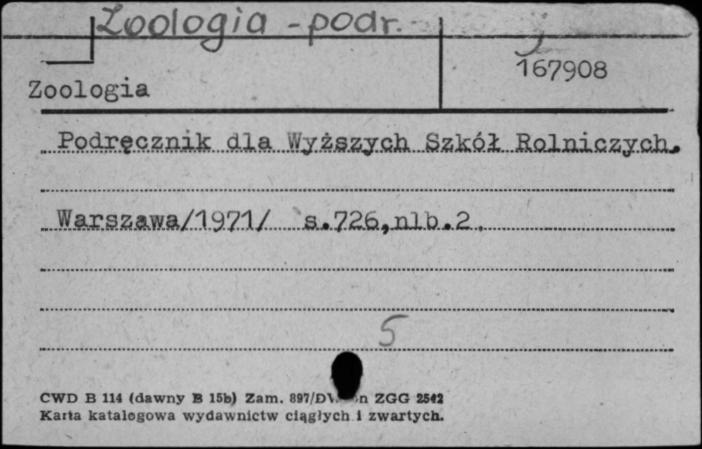 Zoologia - podr.
167908
Zoologia
Podręcznik dla Wyższych Szkół Rolniczych.
Warszawa/1971/ s.726,nlb.2.
5
CWD B 114 (dawny B 15b) Zam. 897/ ZGG 2542
Karta katalogowa wydawnictw ciągłych i zwartych.